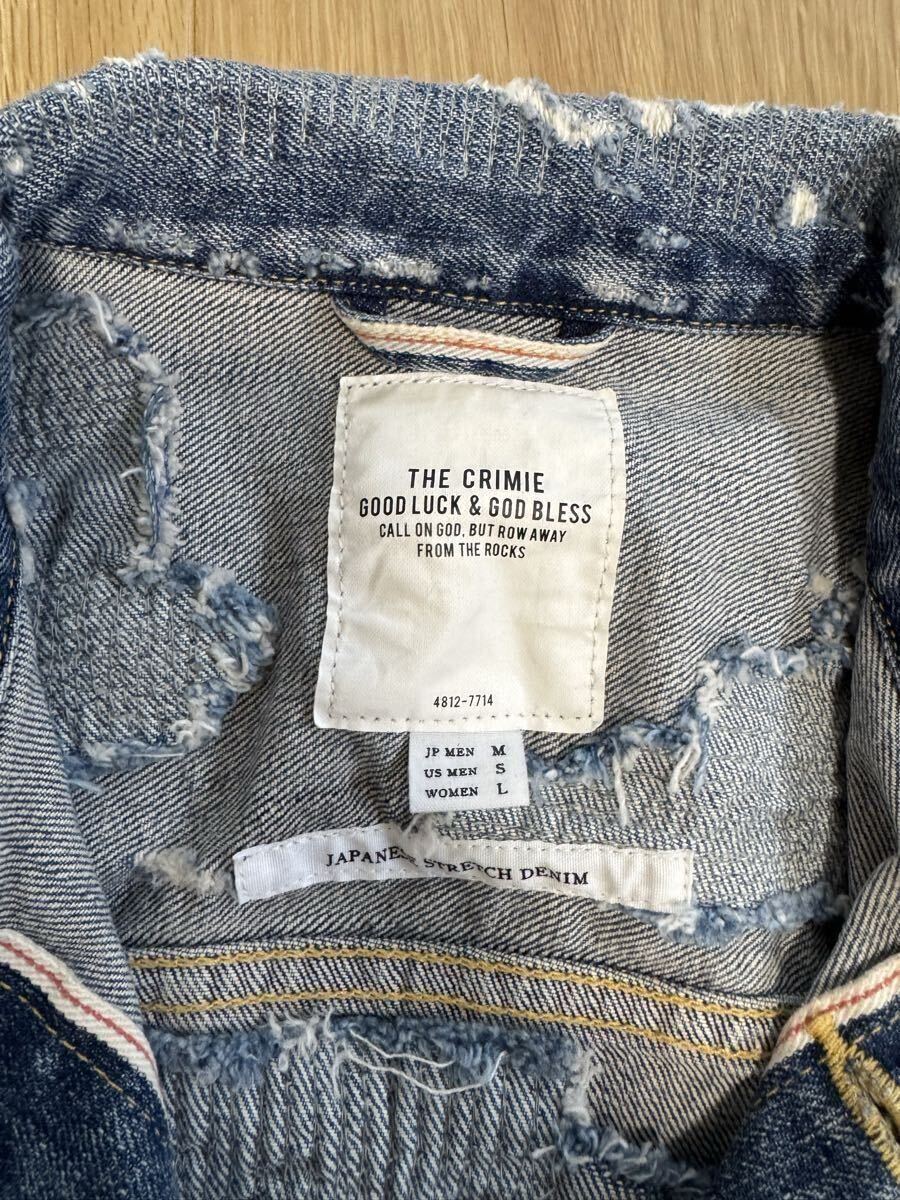 THE CRIMIE
GOOD LUCK & GOD BLESS
CALL ON GOD, BUT ROW AWAY
FROM THE ROCKS
4812-7714
JP MEN M
US MEN S
WOMEN L
JAPANESE STRETCH DENIM